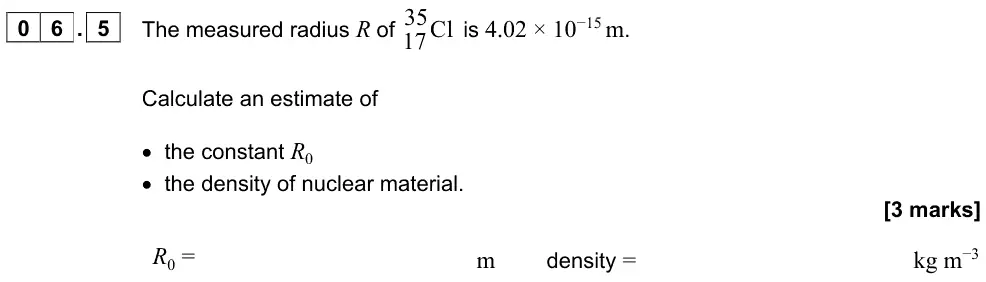 0 6 . 5 The measured radius R of ³⁵₁₇Cl is 4.02 × 10⁻¹⁵ m.
Calculate an estimate of
• the constant R₀
• the density of nuclear material.
[3 marks]
R₀ = m density = kg m⁻³